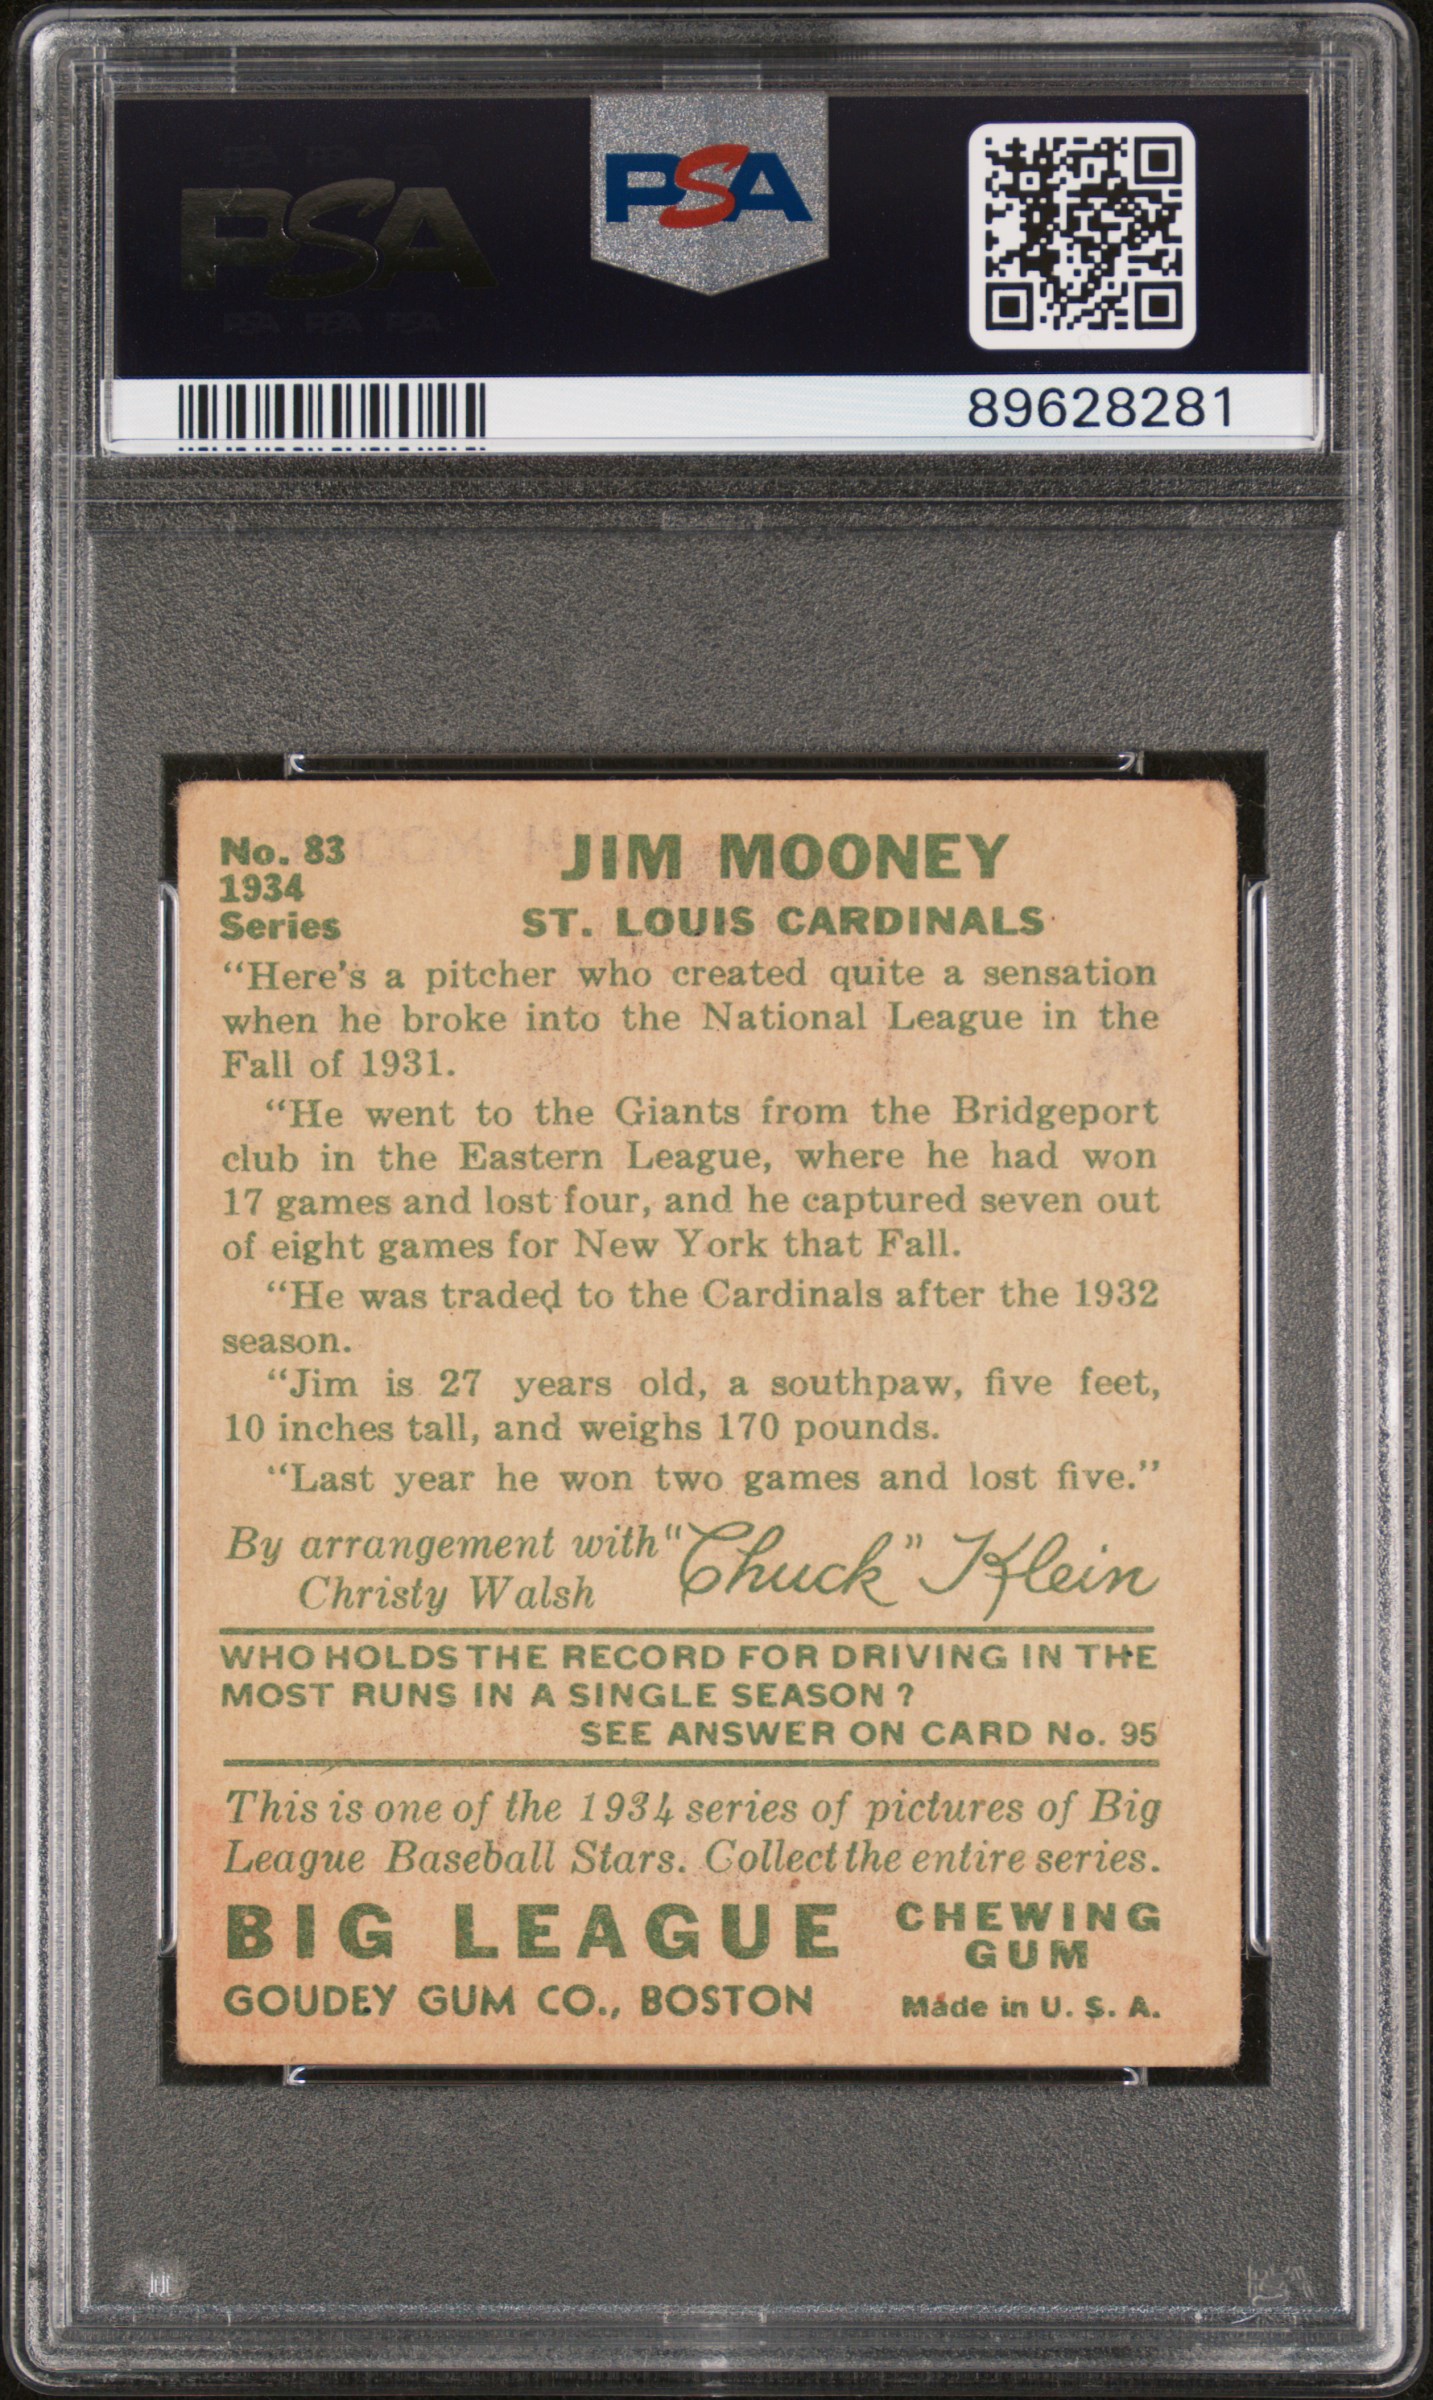 PSA
PSA
89628281
No. 83
1934
Series
JIM MOONEY
ST. LOUIS CARDINALS
"Here's a pitcher who created quite a sensation
when he broke into the National League in the
Fall of 1931.
"He went to the Giants from the Bridgeport
club in the Eastern League, where he had won
17 games and lost four, and he captured seven out
of eight games for New York that Fall.
"He was traded to the Cardinals after the 1932
season.
"Jim is 27 years old, a southpaw, five feet,
10 inches tall, and weighs 170 pounds.
"Last year he won two games and lost five."
By arrangement with "Chuck" Klein
Christy Walsh
WHO HOLDS THE RECORD FOR DRIVING IN THE
MOST RUNS IN A SINGLE SEASON ?
SEE ANSWER ON CARD No. 95
This is one of the 1934 series of pictures of Big
League Baseball Stars. Collect the entire series.
BIG LEAGUE CHEWING
GUM
GOUDEY GUM CO., BOSTON Made in U. S. A.